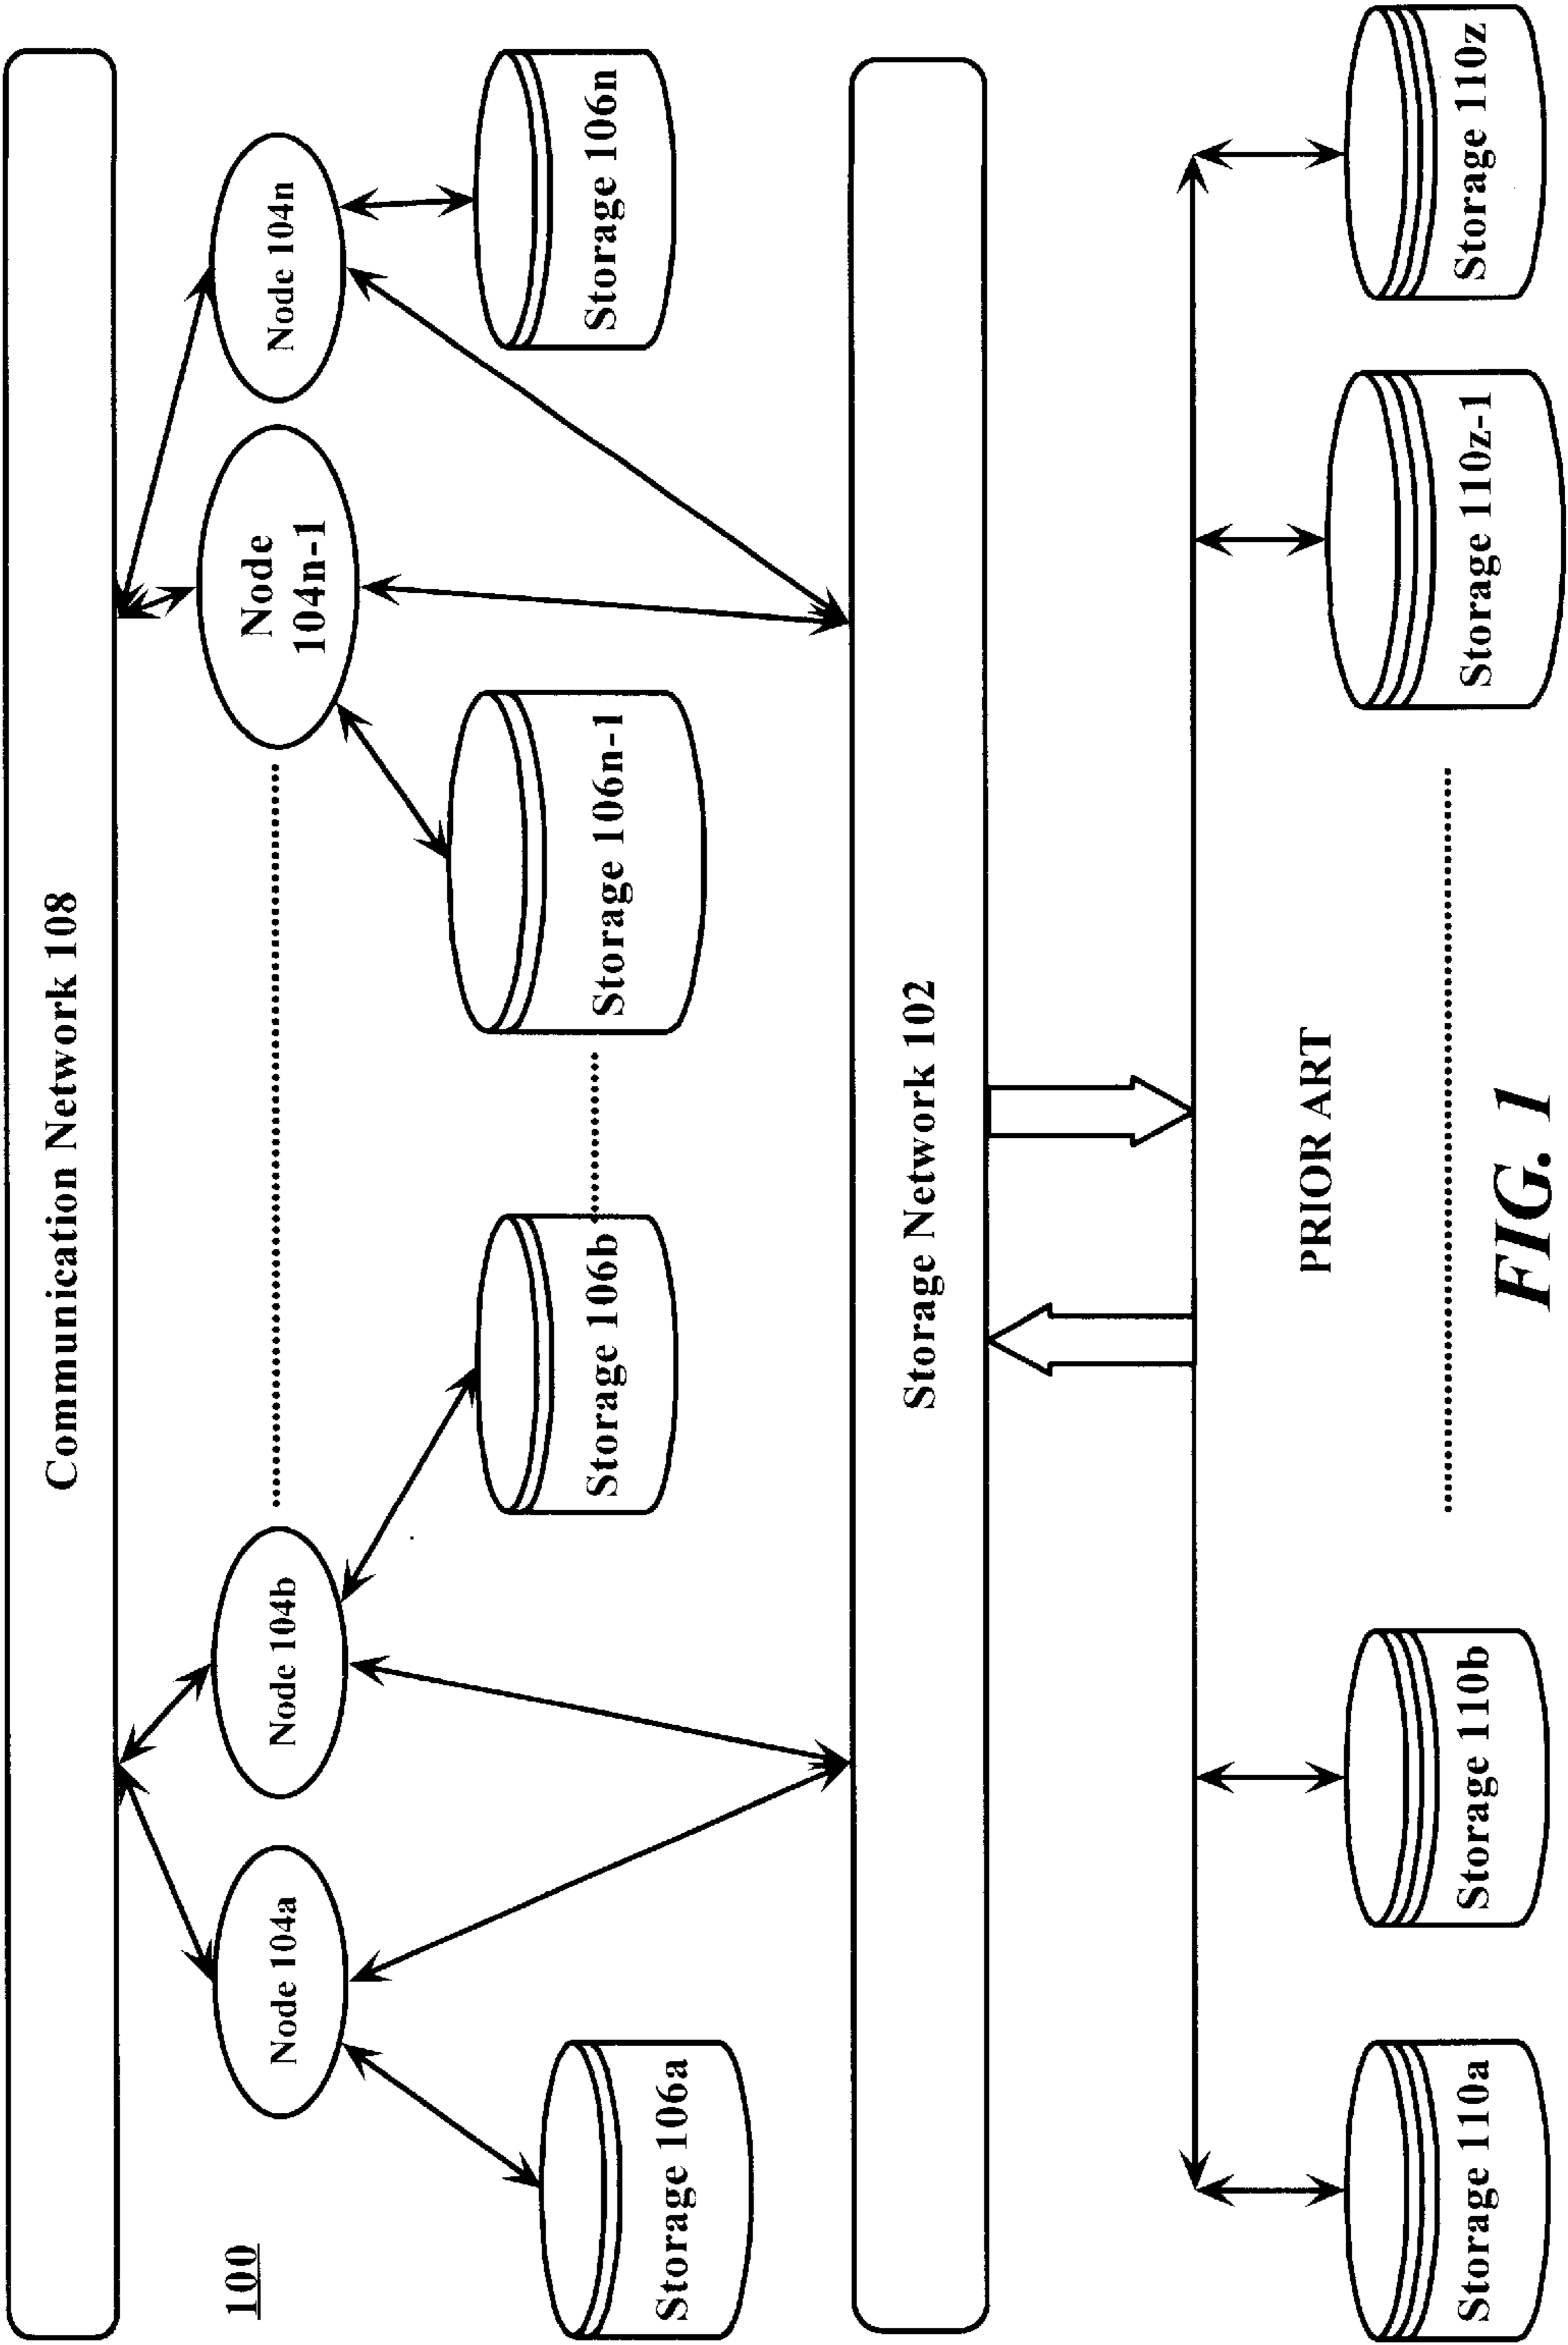 Communication Network 108
100
Node 104a
Node 104b
Node
104n-1
Node 104n
Storage 106a
Storage 106b
Storage 106n-1
Storage 106n
Storage Network 102
PRIOR ART
Storage 110a
Storage 110b
Storage 110z-1
Storage 110z
FIG. 1